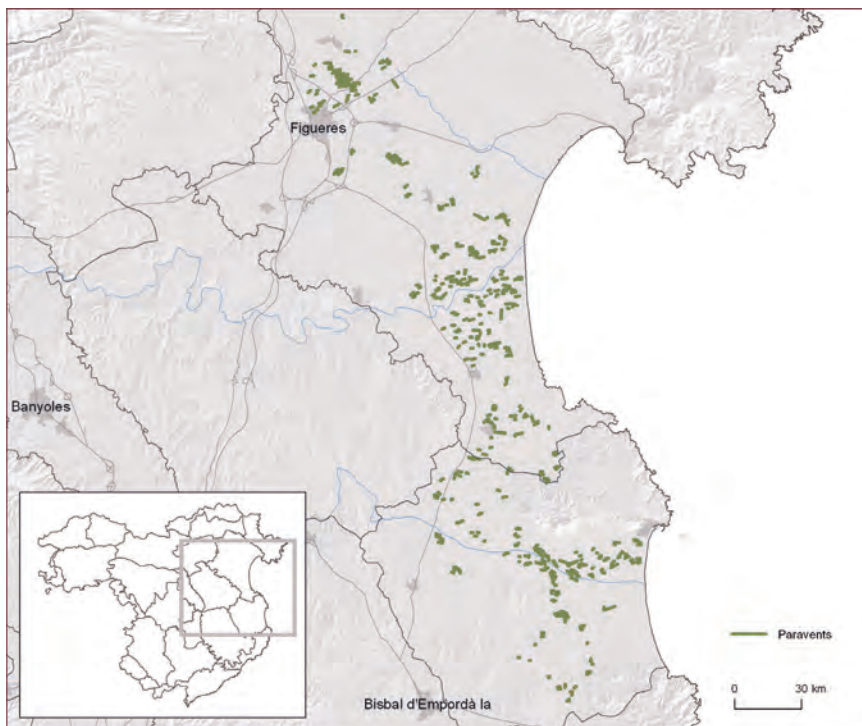 Figueres
Banyoles
Paravents
0 30 km
Bisbal d'Empordà la